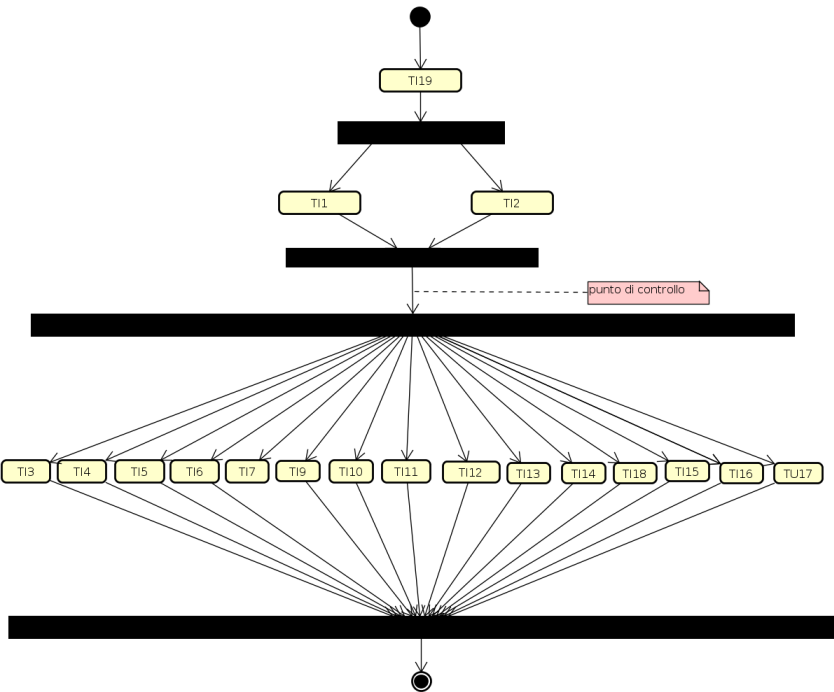 TI19
TI1
TI2
punto di controllo
TI3
TI4
TI5
TI6
TI7
TI9
TI10
TI11
TI12
TI13
TI14
TI18
TI15
TI16
TU17